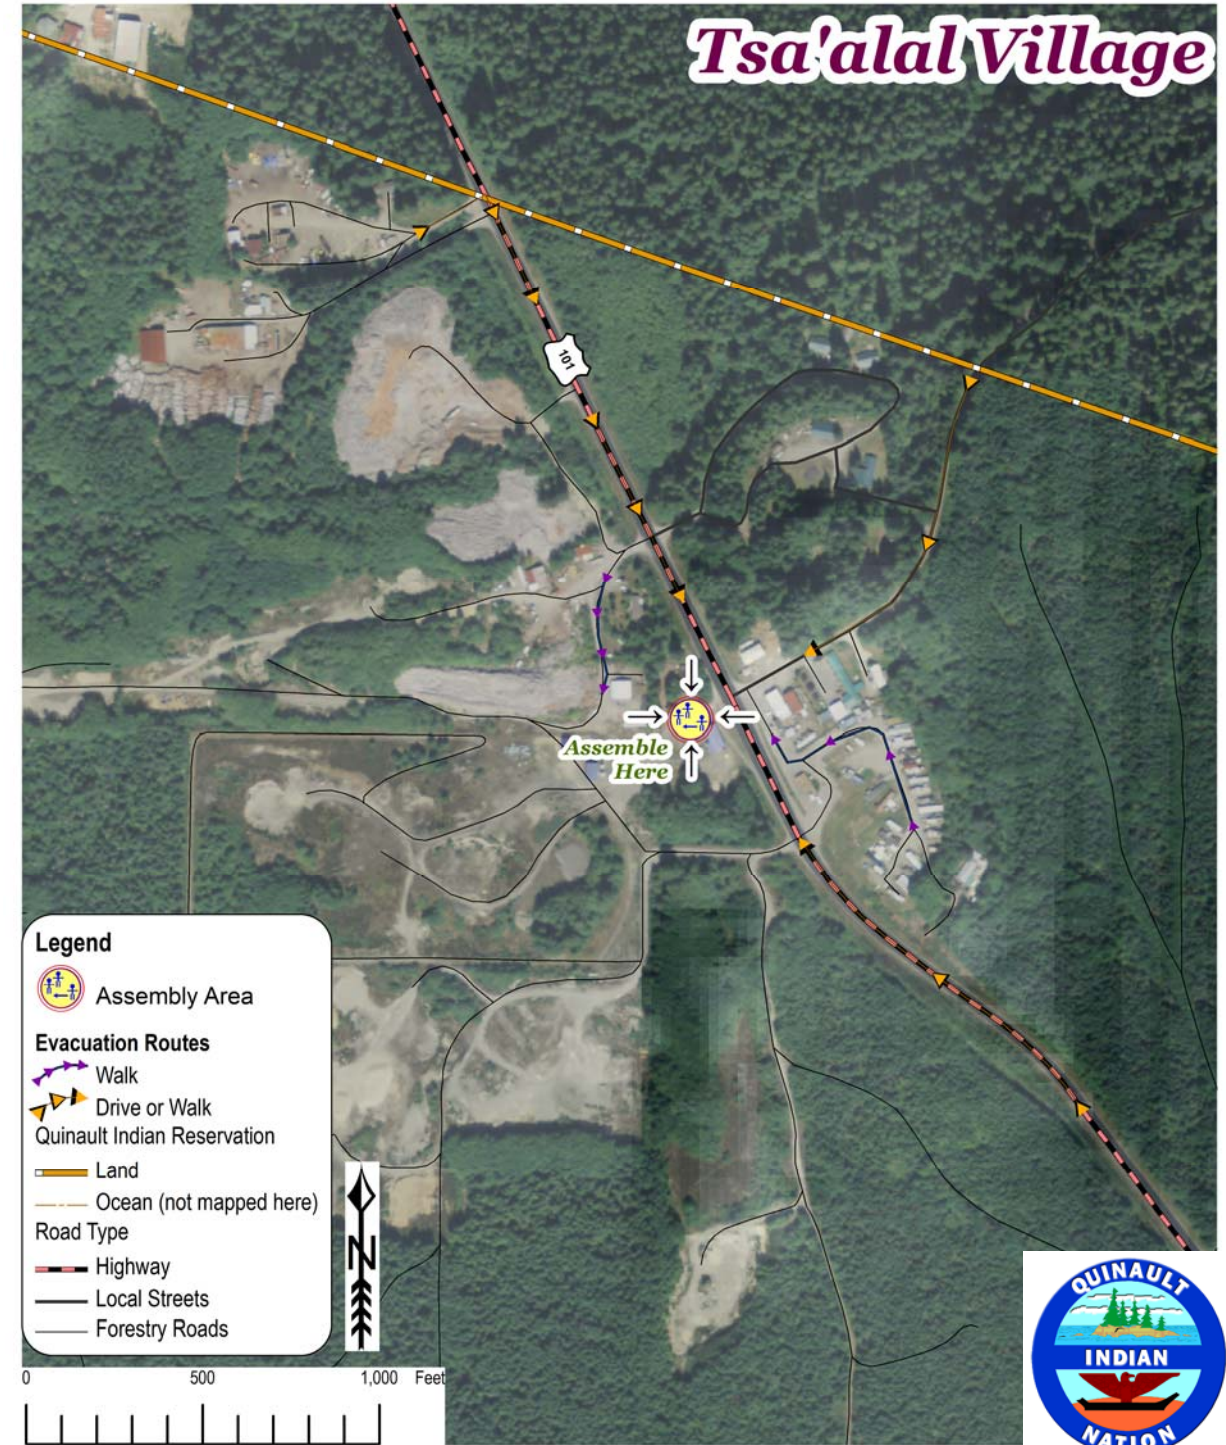 Tsa'alal Village
101
Assemble
Here
Legend
Assembly Area
Evacuation Routes
Walk
Drive or Walk
Quinault Indian Reservation
Land
Ocean (not mapped here)
Road Type
Highway
Local Streets
Forestry Roads
N
0 500 1,000 Feet
QUINAULT
INDIAN
NATION